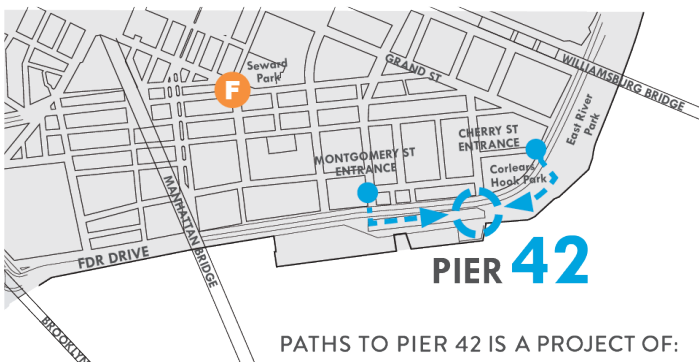 Seward
Park
F
GRAND ST
WILLIAMSBURG BRIDGE
East River
Park
CHERRY ST
ENTRANCE
MONTGOMERY ST
ENTRANCE
Corlears
Hook Park
MANHATTAN BRIDGE
FDR DRIVE
PIER 42
BROOKLYN
PATHS TO PIER 42 IS A PROJECT OF: